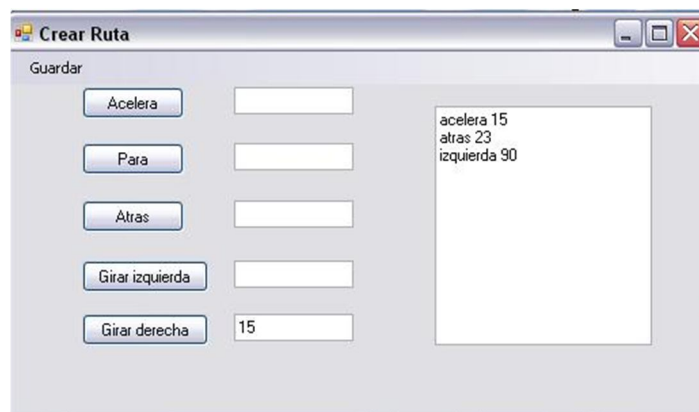 Crear Ruta
Guardar
Acelera
Para
Atras
Girar izquierda
Girar derecha
15
acelera 15
atras 23
izquierda 90